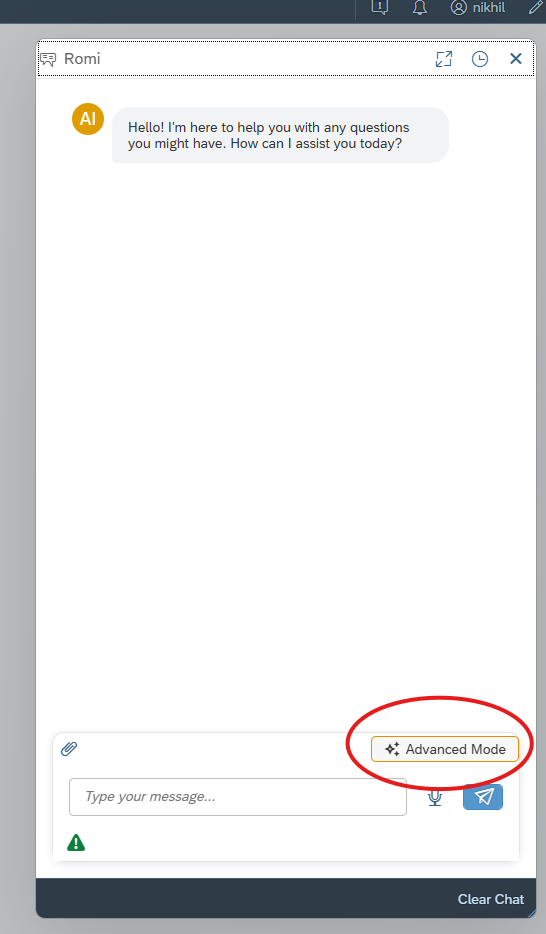 nikhil
Romi
AI
Hello! I'm here to help you with any questions
you might have. How can I assist you today?
Advanced Mode
Type your message...
Clear Chat